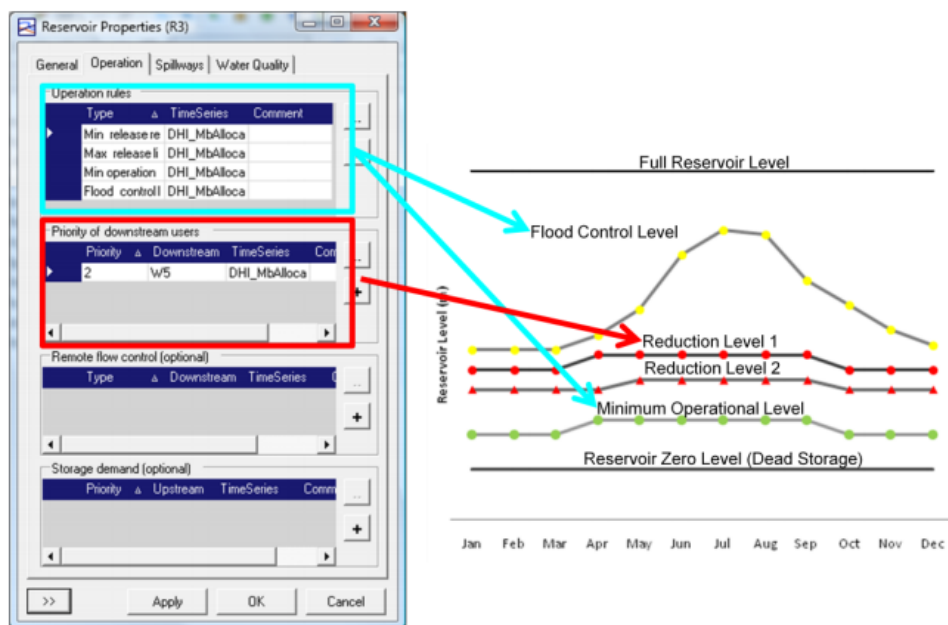 Reservoir Properties (R3)
General Operation Spillways Water Quality
Operation rules
Type TimeSeries Comment
Min release re DHI_MbAlloca
Max release li DHI_MbAlloca
Min operation DHI_MbAlloca
Flood controll DHI_MbAlloca
Priority of downstream users
Priority Downstream TimeSeries Con
2 W5 DHI_MbAlloca
+
Remote flow control (optional)
Type Downstream TimeSeries
+
Storage demand (optional)
Priority Upstream TimeSeries Comm
+
>> Apply OK Cancel
Full Reservoir Level
Flood Control Level
Reduction Level 1
Reduction Level 2
Minimum Operational Level
Reservoir Zero Level (Dead Storage)
Reservoir Level (m)
Jan Feb Mar Apr May Jun Jul Aug Sep Oct Nov Dec